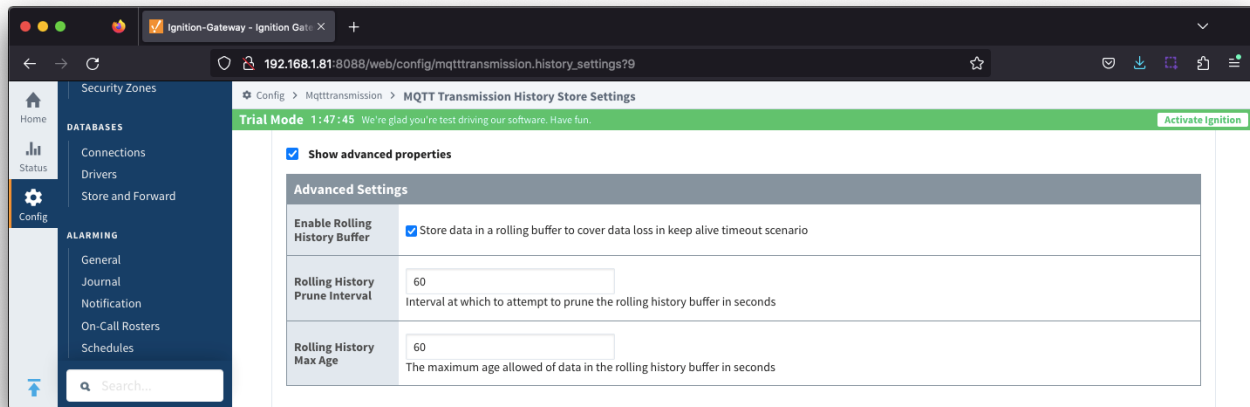 Ignition-Gateway - Ignition Gate
192.168.1.81:8088/web/config/mqtttransmission.history_settings?9
Home
Status
Config
Security Zones
DATABASES
Connections
Drivers
Store and Forward
ALARMING
General
Journal
Notification
On-Call Rosters
Schedules
Search...
Config > Mqtttransmission > MQTT Transmission History Store Settings
Trial Mode 1:47:45 We're glad you're test driving our software. Have fun.
Activate Ignition
Show advanced properties
Advanced Settings
Enable Rolling
History Buffer
Store data in a rolling buffer to cover data loss in keep alive timeout scenario
Rolling History
Prune Interval
60
Interval at which to attempt to prune the rolling history buffer in seconds
Rolling History
Max Age
60
The maximum age allowed of data in the rolling history buffer in seconds